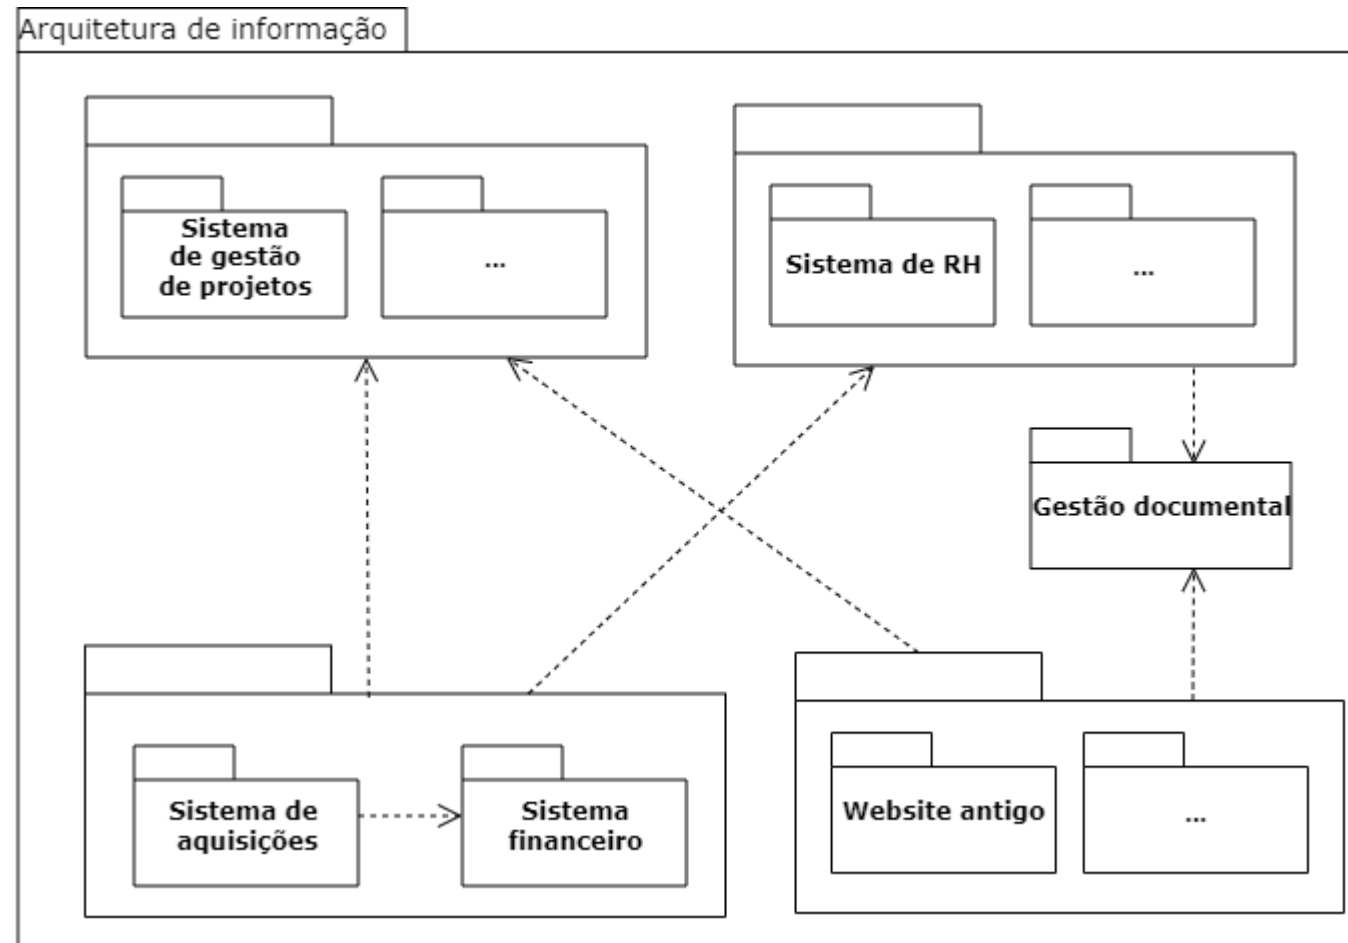 Arquitetura de informação
Sistema
de gestão
de projetos
...
Sistema de RH
...
Gestão documental
Sistema de
aquisições
Sistema
financeiro
Website antigo
...